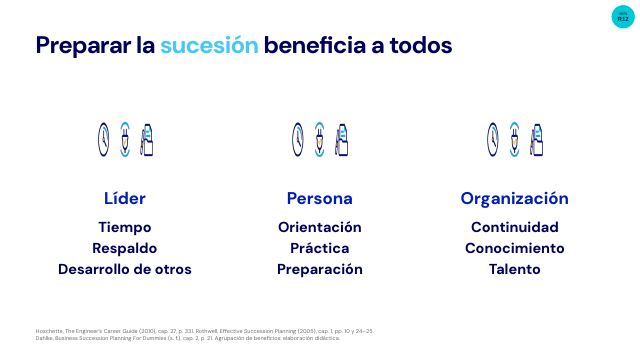 R12
Preparar la sucesión beneficia a todos
Líder
Tiempo
Respaldo
Desarrollo de otros
Persona
Orientación
Práctica
Preparación
Organización
Continuidad
Conocimiento
Talento
Hoschette, The Engineer's Career Guide (2010), cap. 27, p. 331. Rothwell, Effective Succession Planning (2005), cap. 1, pp. 10 y 24–25.
Dahlke, Business Succession Planning For Dummies (s. f.), cap. 2, p. 21. Agrupación de beneficios: elaboración didáctica.